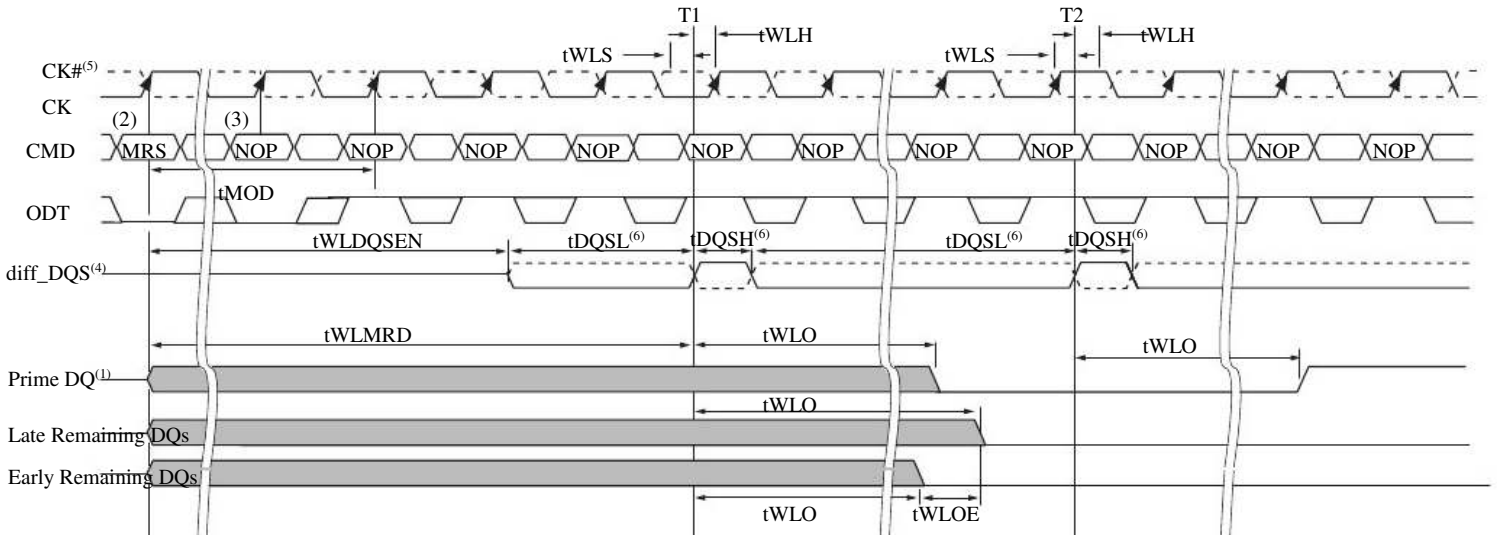 T1 T2
tWLH tWLH
tWLS tWLS
CK#(5)
CK
(2) (3)
CMD MRS NOP NOP NOP NOP NOP NOP NOP NOP NOP NOP NOP
tMOD
ODT
tWLDQSEN tDQSL(6) tDQSH(6) tDQSL(6) tDQSH(6)
diff_DQS(4)
tWLMRD tWLO tWLO
Prime DQ(1)
tWLO
Late Remaining DQs
Early Remaining DQs
tWLO tWLOE